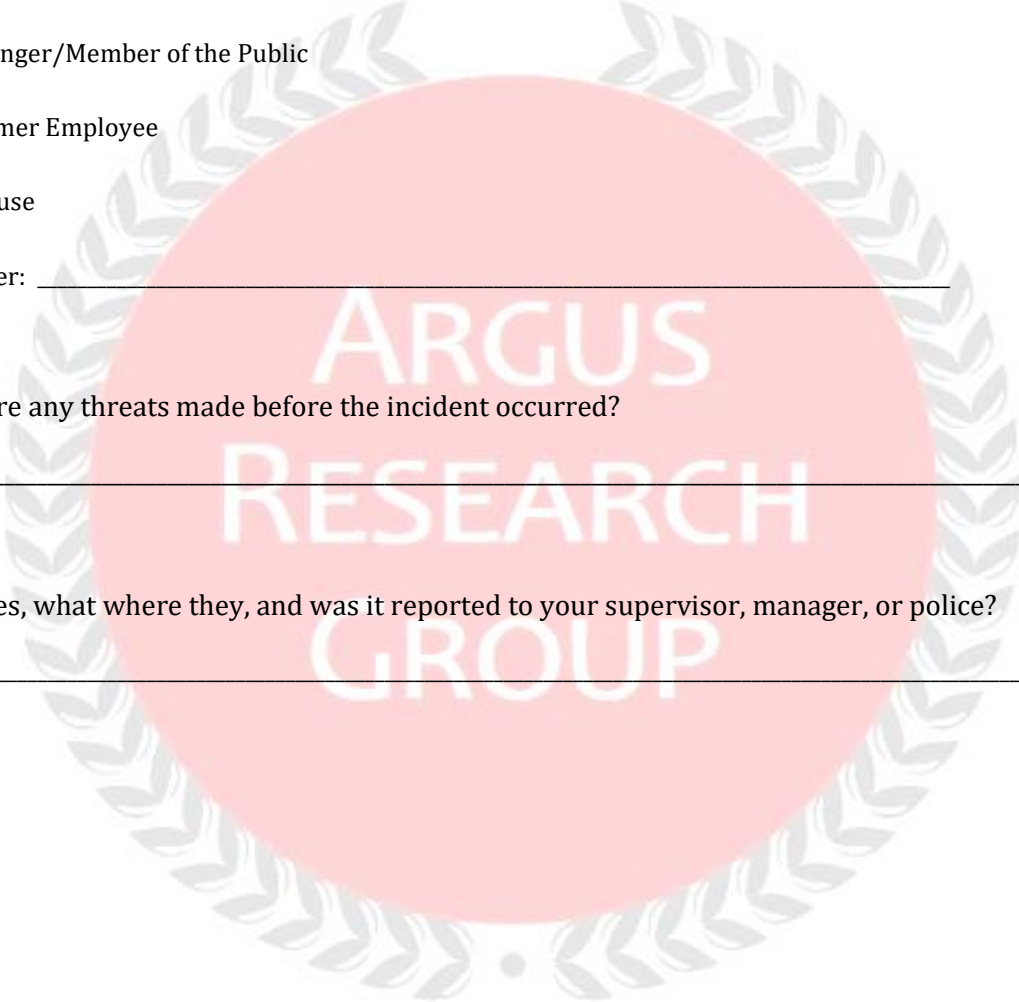 nger/Member of the Public
mer Employee
use
er: ____________________
re any threats made before the incident occurred?
es, what where they, and was it reported to your supervisor, manager, or police?
ARGUS
RESEARCH
GROUP